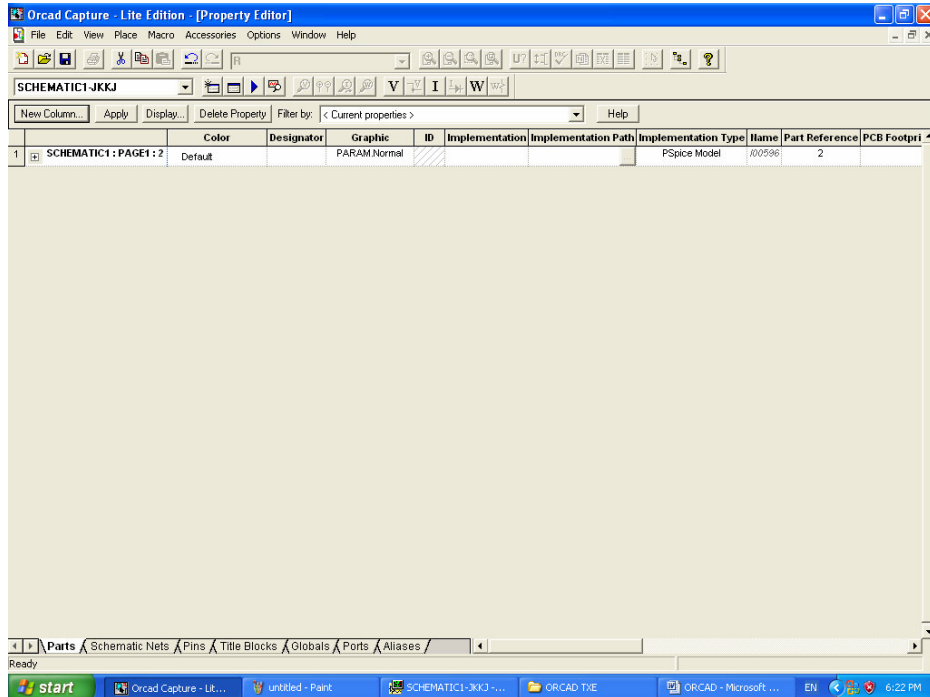 Orcad Capture - Lite Edition - [Property Editor]
File Edit View Place Macro Accessories Options Window Help
R
U?
SCHEMATIC1-JKKJ
V I W
New Column... Apply Display... Delete Property Filter by: < Current properties > Help
Color Designator Graphic ID Implementation Implementation Path Implementation Type Name Part Reference PCB Footpri
1 SCHEMATIC1 : PAGE1 : 2 Default PARAM.Normal PSpice Model I00596 2
Parts Schematic Nets Pins Title Blocks Globals Ports Aliases
Ready
start Orcad Capture - Lit... untitled - Paint SCHEMATIC1-JKKJ -... ORCAD TXE ORCAD - Microsoft ... EN 6:22 PM